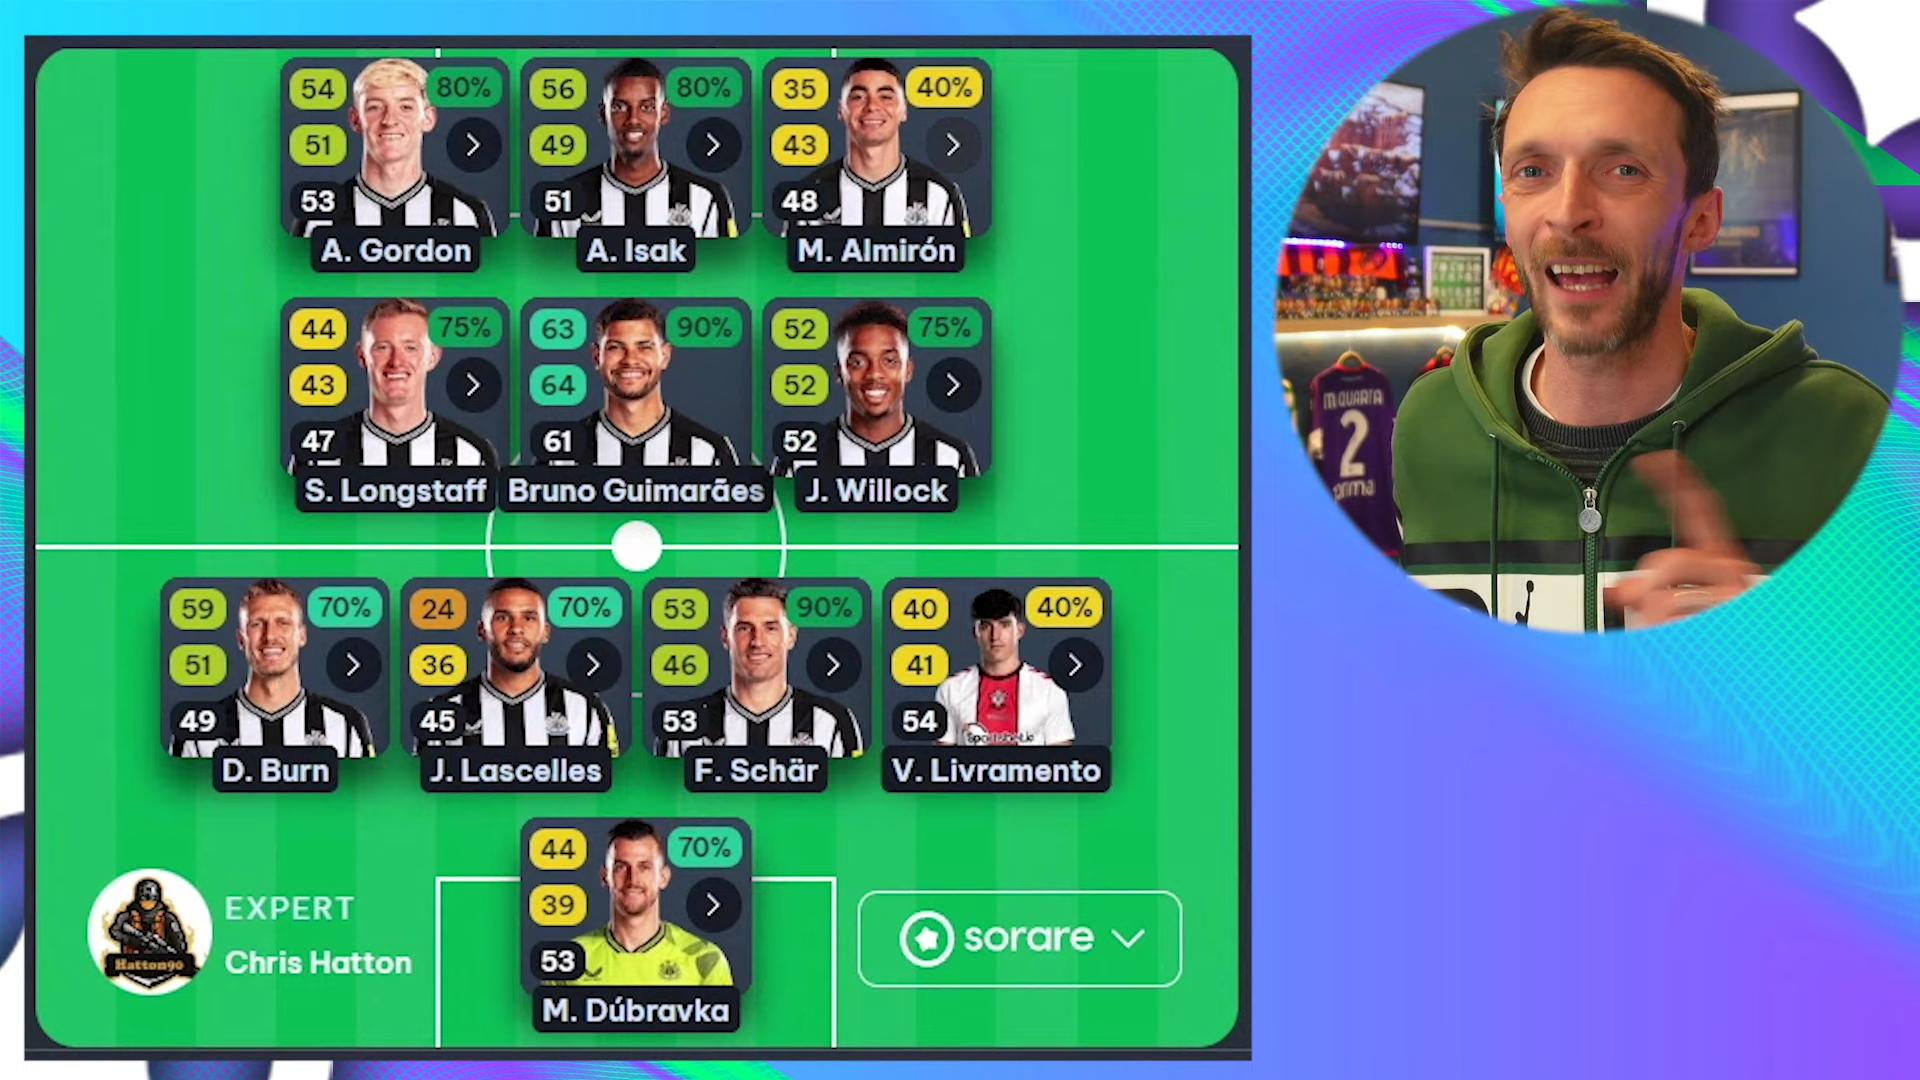 54 80% 56 80% 35 40%
51 49 43
53 51 48
A. Gordon A. Isak M. Almirón
44 75% 63 90% 52 75%
43 64 52
47 61 52
S. Longstaff Bruno Guimarães J. Willock
59 70% 24 70% 53 90% 40 40%
51 36 46 41
49 45 53 54
D. Burn J. Lascelles F. Schär V. Livramento
44 70%
39
53
M. Dúbravka
EXPERT
Chris Hatton
Hatton90
sorare
M.QUARTA
2
prima